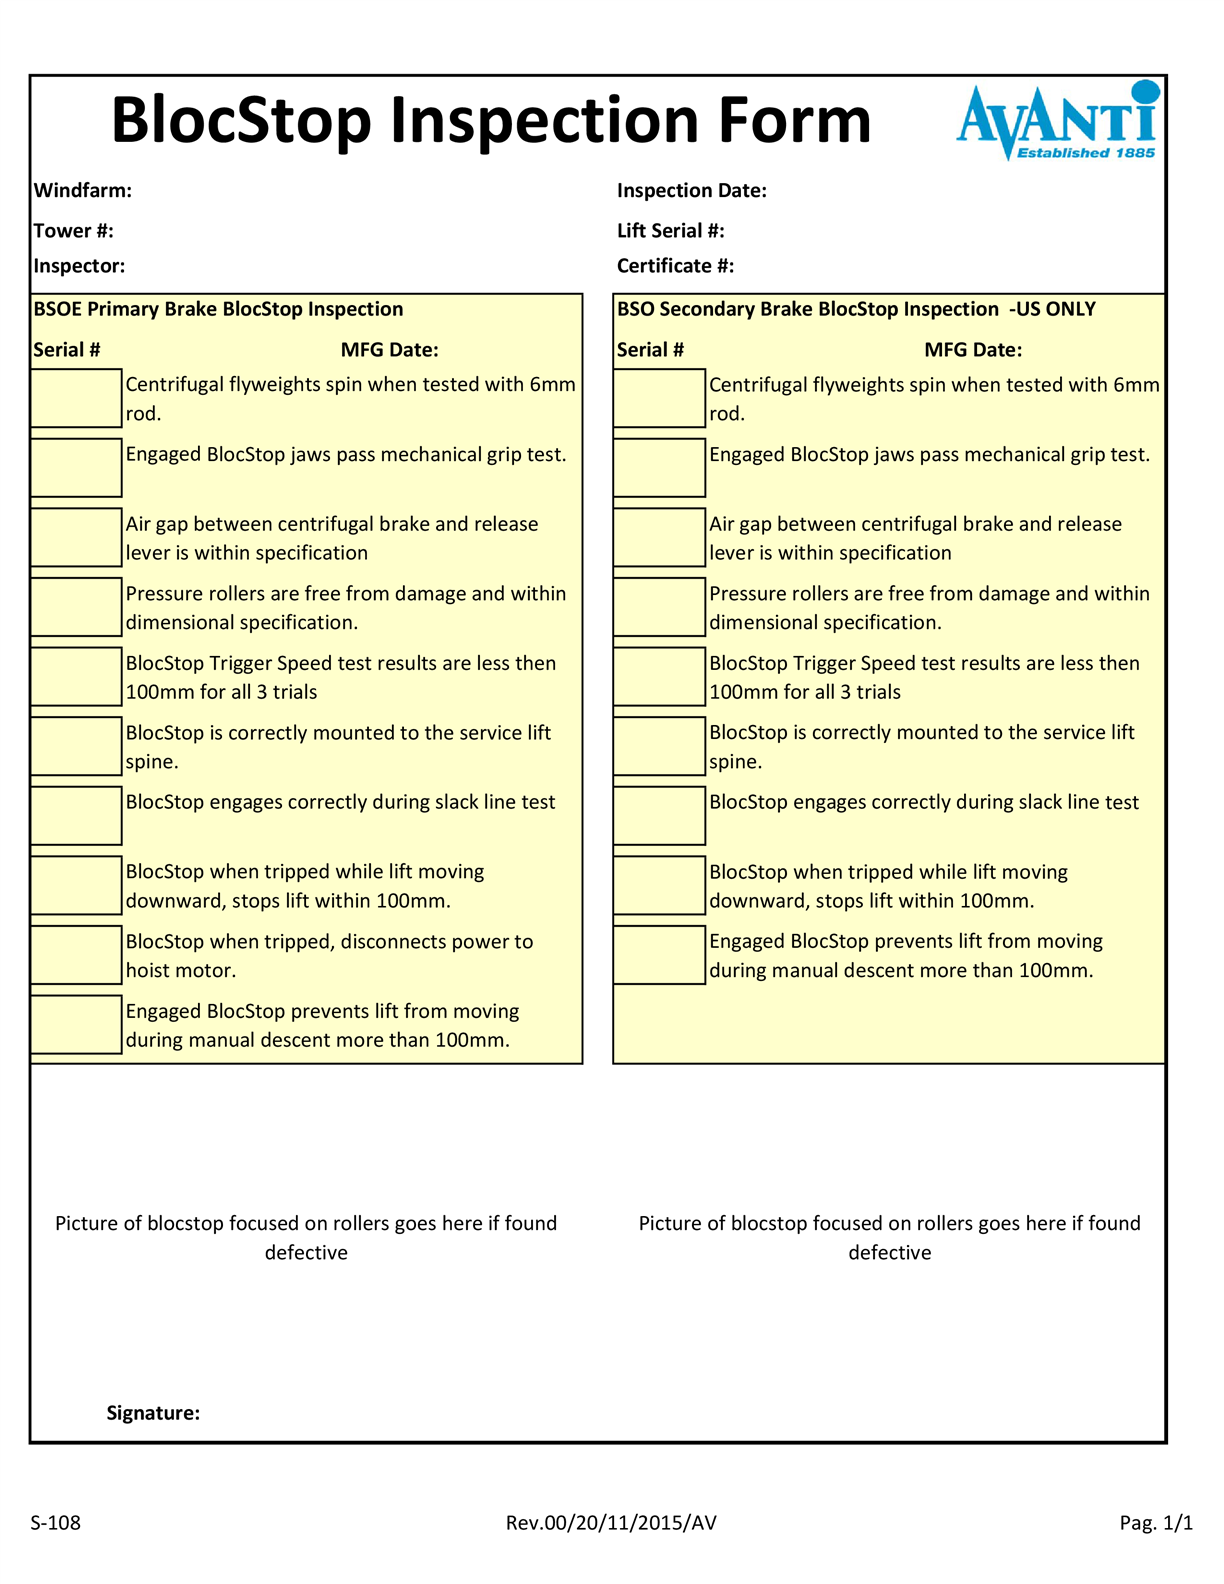 BlocStop Inspection Form
AVANTi
Established 1885
Windfarm:
Inspection Date:
Tower #:
Lift Serial #:
Inspector:
Certificate #:
BSOE Primary Brake BlocStop Inspection
Serial #
MFG Date:
Centrifugal flyweights spin when tested with 6mm
rod.
Engaged BlocStop jaws pass mechanical grip test.
Air gap between centrifugal brake and release
lever is within specification
Pressure rollers are free from damage and within
dimensional specification.
BlocStop Trigger Speed test results are less then
100mm for all 3 trials
BlocStop is correctly mounted to the service lift
spine.
BlocStop engages correctly during slack line test
BlocStop when tripped while lift moving
downward, stops lift within 100mm.
BlocStop when tripped, disconnects power to
hoist motor.
Engaged BlocStop prevents lift from moving
during manual descent more than 100mm.
BSO Secondary Brake BlocStop Inspection -US ONLY
Serial #
MFG Date:
Centrifugal flyweights spin when tested with 6mm
rod.
Engaged BlocStop jaws pass mechanical grip test.
Air gap between centrifugal brake and release
lever is within specification
Pressure rollers are free from damage and within
dimensional specification.
BlocStop Trigger Speed test results are less then
100mm for all 3 trials
BlocStop is correctly mounted to the service lift
spine.
BlocStop engages correctly during slack line test
BlocStop when tripped while lift moving
downward, stops lift within 100mm.
Engaged BlocStop prevents lift from moving
during manual descent more than 100mm.
Picture of blocstop focused on rollers goes here if found
defective
Picture of blocstop focused on rollers goes here if found
defective
Signature:
S-108
Rev.00/20/11/2015/AV
Pag. 1/1